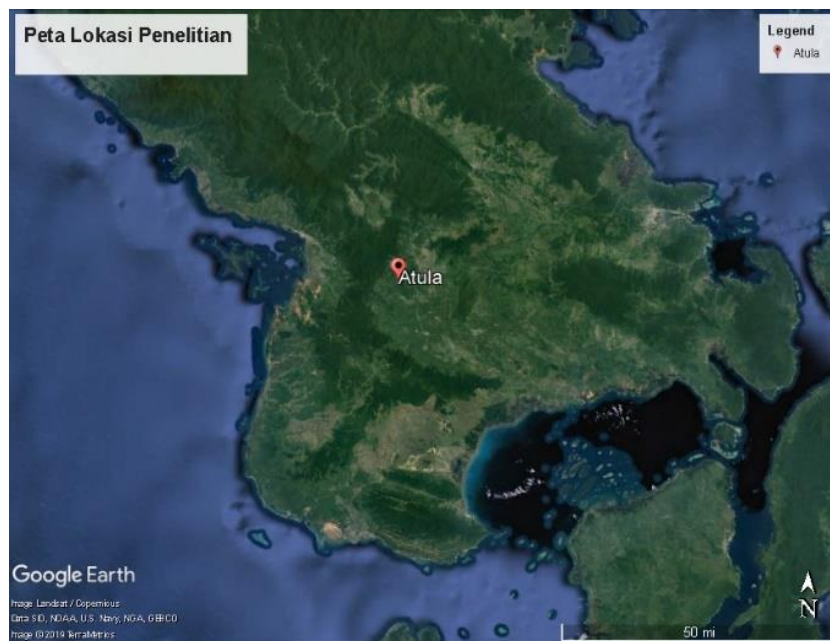 Peta Lokasi Penelitian
Legend
Atula
Atula
Google Earth
Image Landsat / Copernicus
Data SIO, NOAA, U.S. Navy, NGA, GEBCO
Image © 2019 TerraMetrics
N
50 mi